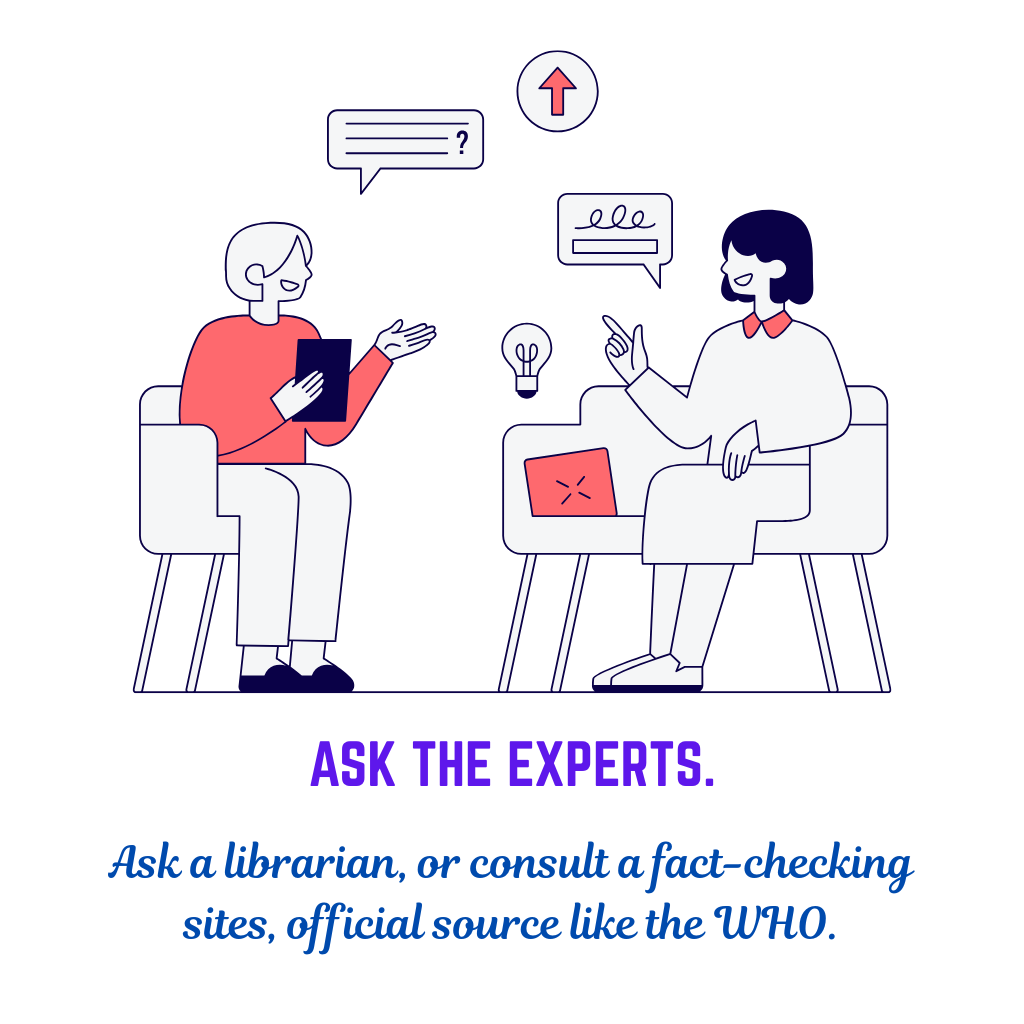 ?
ASK THE EXPERTS.
Ask a librarian, or consult a fact-checking
sites, official source like the WHO.